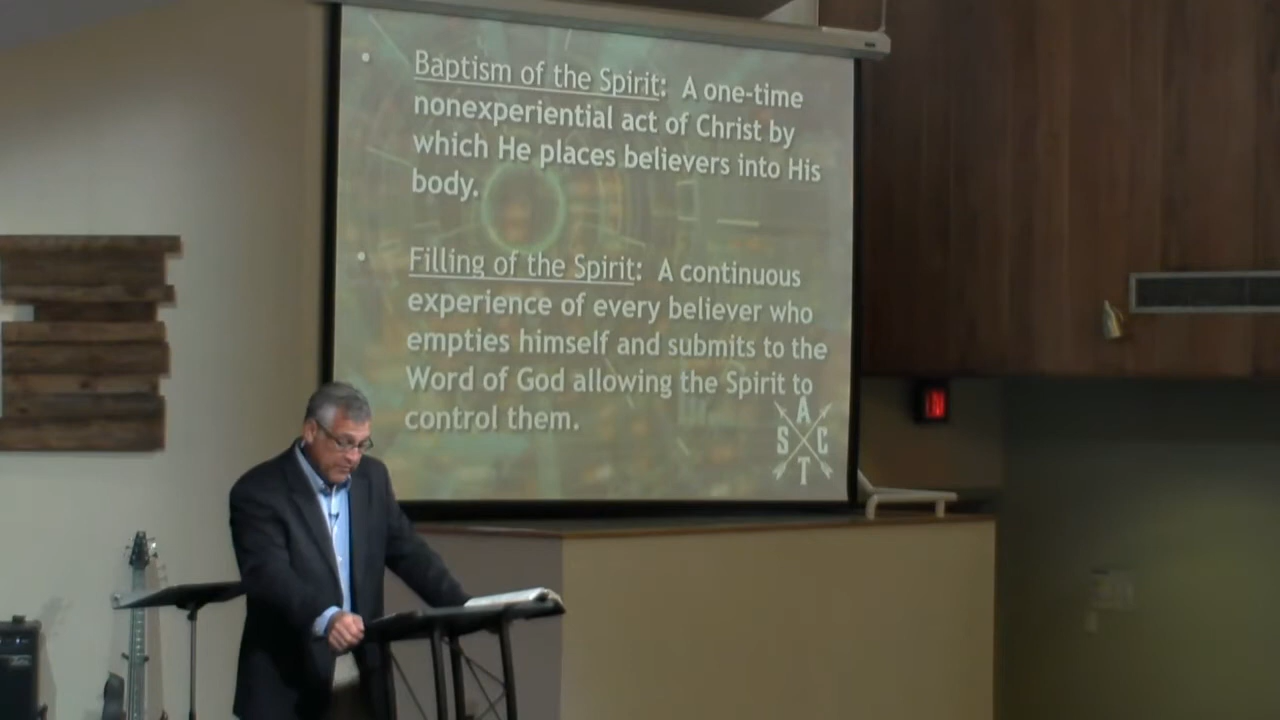 Baptism of the Spirit: A one-time
nonexperiential act of Christ by
which He places believers into His
body.
Filling of the Spirit: A continuous
experience of every believer who
empties himself and submits to the
Word of God allowing the Spirit to
control them.
A
S C
T